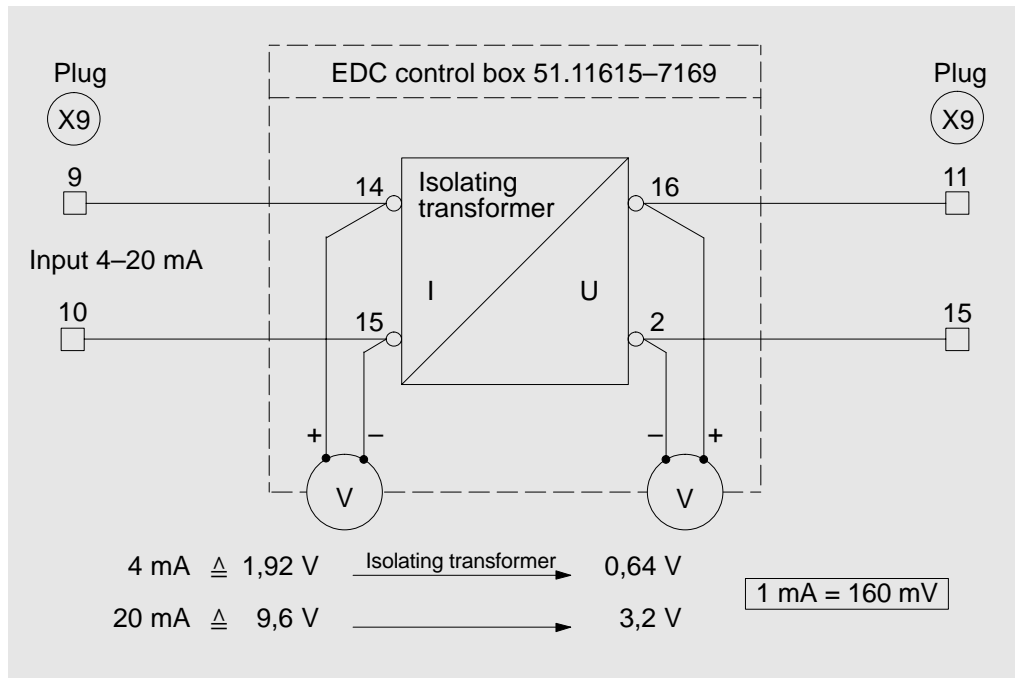 EDC control box 51.11615–7169
Plug
X9
Plug
X9
9
14
Isolating
transformer
16
11
Input 4–20 mA
I
U
10
15
2
15
+ –
– +
V
V
4 mA ≙ 1,92 V Isolating transformer 0,64 V
20 mA ≙ 9,6 V 3,2 V
1 mA = 160 mV